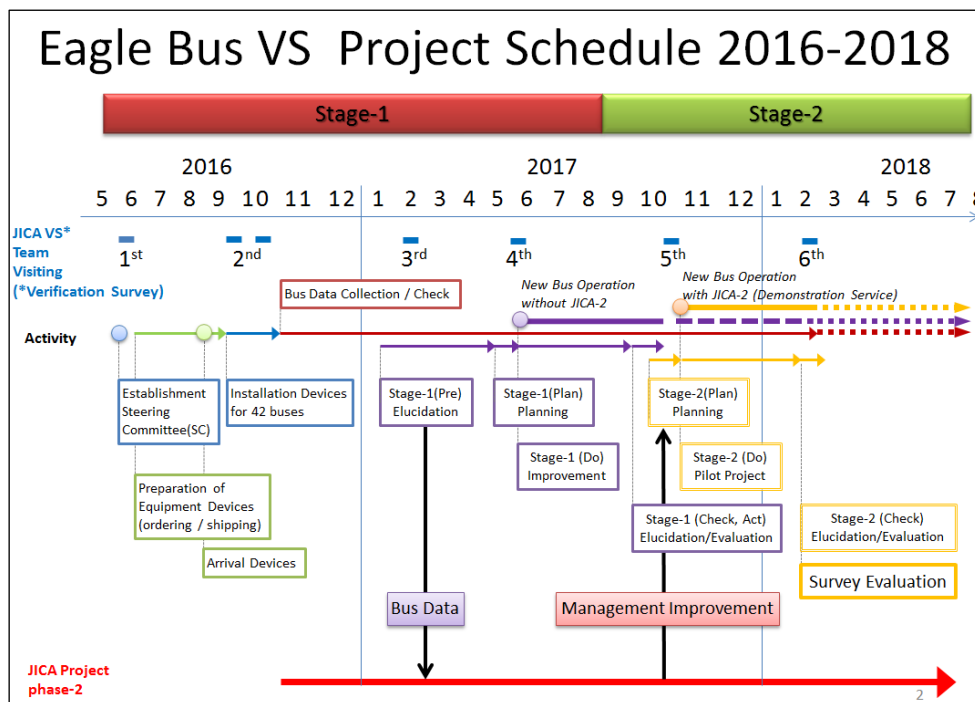 Eagle Bus VS Project Schedule 2016-2018
Stage-1
Stage-2
2016
2017
2018
5 6 7 8 9 10 11 12 1 2 3 4 5 6 7 8 9 10 11 12 1 2 3 4 5 6 7 8
JICA VS*
Team
Visiting
(*Verification Survey)
1st
2nd
3rd
4th
5th
6th
Bus Data Collection / Check
New Bus Operation
without JICA-2
New Bus Operation
with JICA-2 (Demonstration Service)
Activity
Establishment
Steering
Committee(SC)
Installation Devices
for 42 buses
Stage-1(Pre)
Elucidation
Stage-1(Plan)
Planning
Stage-2(Plan)
Planning
Stage-1 (Do)
Improvement
Stage-2 (Do)
Pilot Project
Preparation of
Equipment Devices
(ordering / shipping)
Stage-1 (Check, Act)
Elucidation/Evaluation
Stage-2 (Check)
Elucidation/Evaluation
Arrival Devices
Survey Evaluation
Bus Data
Management Improvement
JICA Project
phase-2
2